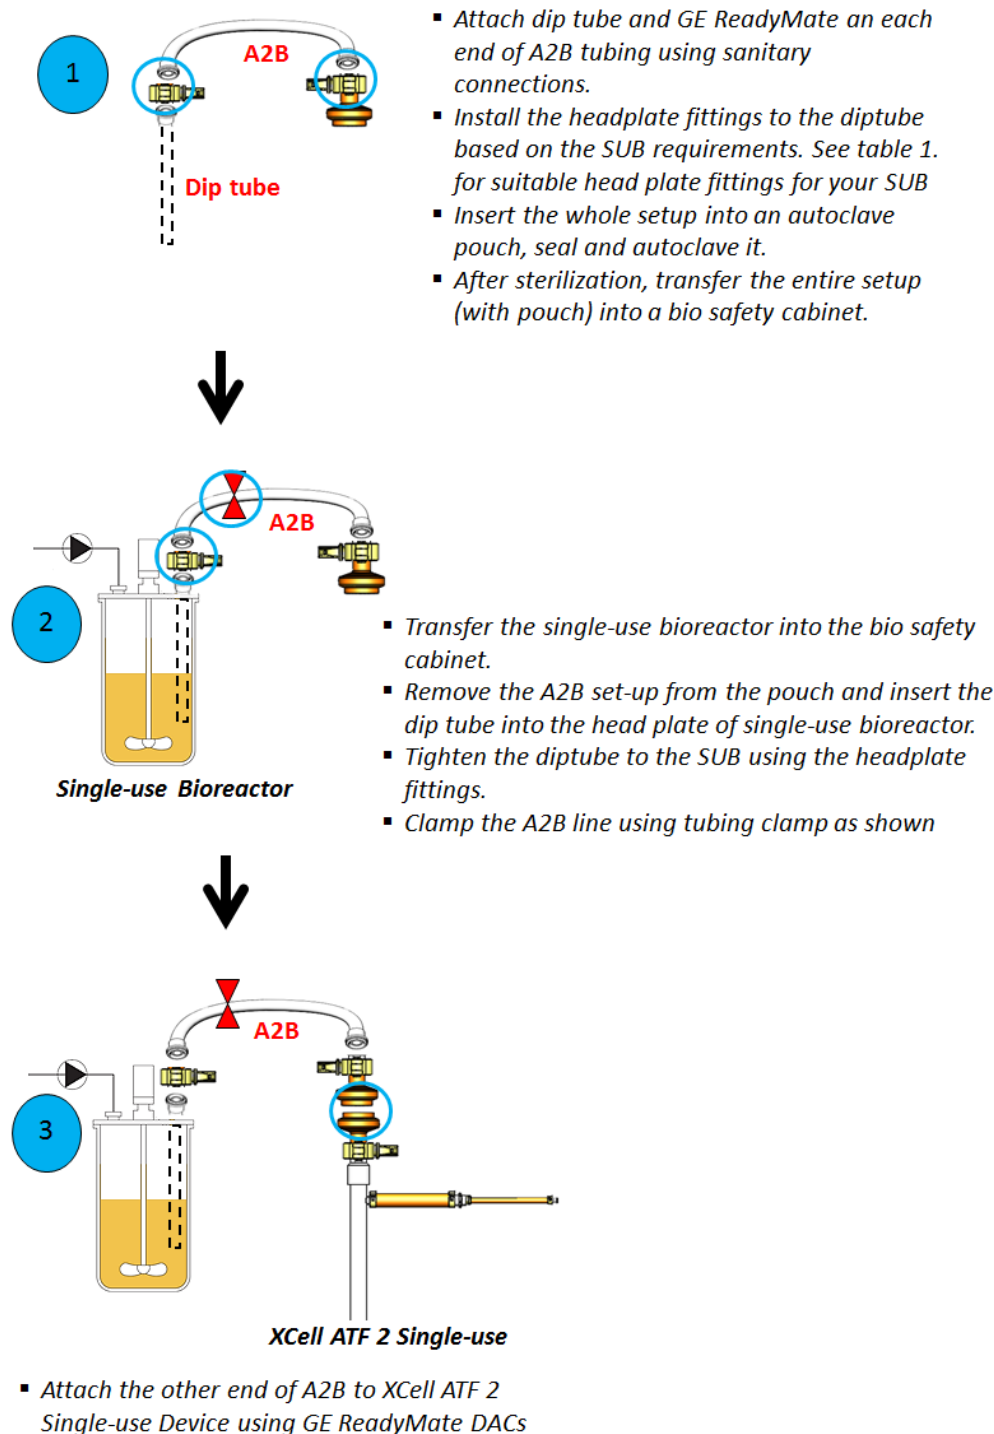 1
A2B
Dip tube
▪ Attach dip tube and GE ReadyMate an each
end of A2B tubing using sanitary
connections.
▪ Install the headplate fittings to the diptube
based on the SUB requirements. See table 1.
for suitable head plate fittings for your SUB
▪ Insert the whole setup into an autoclave
pouch, seal and autoclave it.
▪ After sterilization, transfer the entire setup
(with pouch) into a bio safety cabinet.
A2B
2
Single-use Bioreactor
▪ Transfer the single-use bioreactor into the bio safety
cabinet.
▪ Remove the A2B set-up from the pouch and insert the
dip tube into the head plate of single-use bioreactor.
▪ Tighten the diptube to the SUB using the headplate
fittings.
▪ Clamp the A2B line using tubing clamp as shown
A2B
3
XCell ATF 2 Single-use
▪ Attach the other end of A2B to XCell ATF 2
Single-use Device using GE ReadyMate DACs